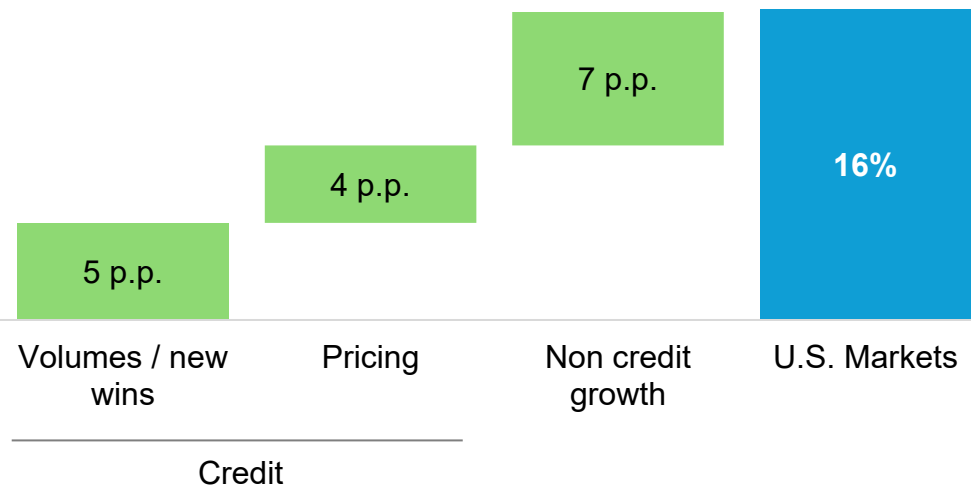 7 p.p.
16%
4 p.p.
5 p.p.
Volumes / new
wins
Pricing
Non credit
growth
U.S. Markets
Credit